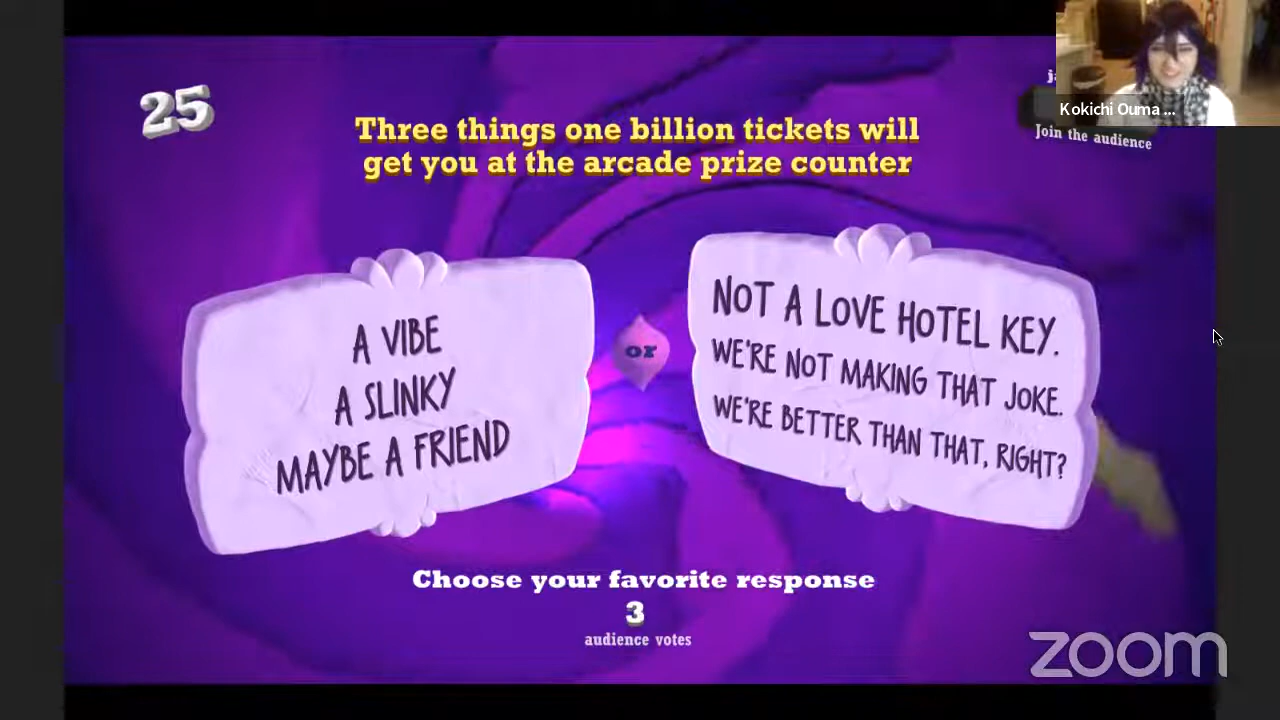 25
Three things one billion tickets will
get you at the arcade prize counter
Kokichi Ouma ...
Join the audience
A VIBE
A SLINKY
MAYBE A FRIEND
or
NOT A LOVE HOTEL KEY.
WE'RE NOT MAKING THAT JOKE.
WE'RE BETTER THAN THAT, RIGHT?
Choose your favorite response
3
audience votes
zoom